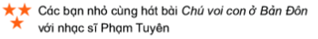 Các bạn nhỏ cùng hát bài Chú voi con ở Bản Đôn
với nhạc sĩ Phạm Tuyên